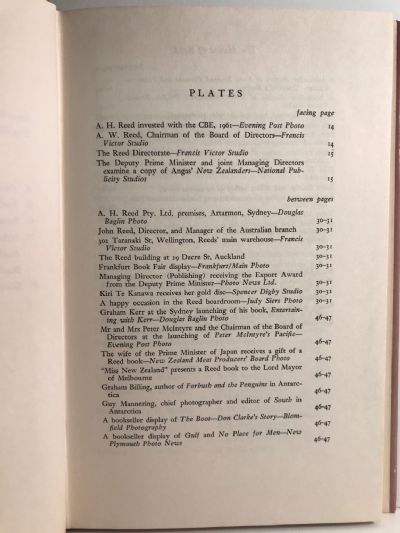 PLATES
facing page
A. H. Reed invested with the CBE, 1961—Evening Post Photo 14
A. W. Reed, Chairman of the Board of Directors—Francis
Victor Studio 14
The Reed Directorate—Francis Victor Studio 15
The Deputy Prime Minister and joint Managing Directors
examine a copy of Angas' New Zealanders—National Pub-
licity Studios 15
between pages
A. H. Reed Pty. Ltd. premises, Artarmon, Sydney—Douglas
Baglin Photo 30-31
John Reed, Director, and Manager of the Australian branch 30-31
302 Taranaki St, Wellington, Reeds' main warehouse—Francis
Victor Studio 30-31
The Reed building at 29 Dacre St, Auckland 30-31
Frankfurt Book Fair display—Frankfurt/Main Photo 30-31
Managing Director (Publishing) receiving the Export Award
from the Deputy Prime Minister—Photo News Ltd. 30-31
Kiri Te Kanawa receives her gold disc—Spencer Digby Studio 30-31
A happy occasion in the Reed boardroom—Judy Siers Photo 30-31
Graham Kerr at the Sydney launching of his book, Entertain-
ing with Kerr—Douglas Baglin Photo 46-47
Mr and Mrs Peter McIntyre and the Chairman of the Board of
Directors at the launching of Peter McIntyre's Pacific—
Evening Post Photo 46-47
The wife of the Prime Minister of Japan receives a gift of a
Reed book—New Zealand Meat Producers' Board Photo 46-47
"Miss New Zealand" presents a Reed book to the Lord Mayor
of Melbourne 46-47
Graham Billing, author of Forbush and the Penguins in Antarc-
tica 46-47
Guy Mannering, chief photographer and editor of South in
Antarctica 46-47
A bookseller display of The Boot—Don Clarke's Story—Blom-
field Photography 46-47
A bookseller display of Gulf and No Place for Men—New
Plymouth Photo News 46-47